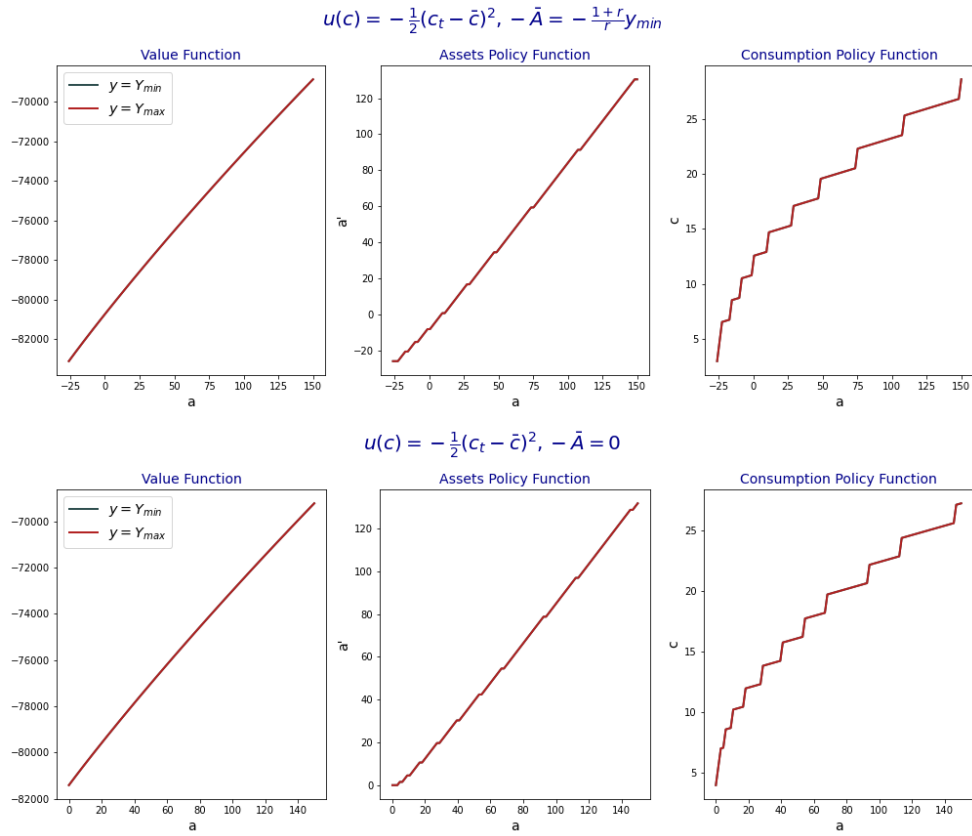 u(c) = −½(c_t − c̄)², −Ā = −(1+r)/r y_min
Value Function
−70000
−72000
−74000
−76000
−78000
−80000
−82000
y = Y_min
y = Y_max
−25 0 25 50 75 100 125 150
a
Assets Policy Function
120
100
80
60
40
20
0
−20
a'
−25 0 25 50 75 100 125 150
a
Consumption Policy Function
25
20
15
10
5
c
−25 0 25 50 75 100 125 150
a
u(c) = −½(c_t − c̄)², −Ā = 0
Value Function
−70000
−72000
−74000
−76000
−78000
−80000
−82000
y = Y_min
y = Y_max
0 20 40 60 80 100 120 140
a
Assets Policy Function
120
100
80
60
40
20
0
a'
0 20 40 60 80 100 120 140
a
Consumption Policy Function
25
20
15
10
5
c
0 20 40 60 80 100 120 140
a